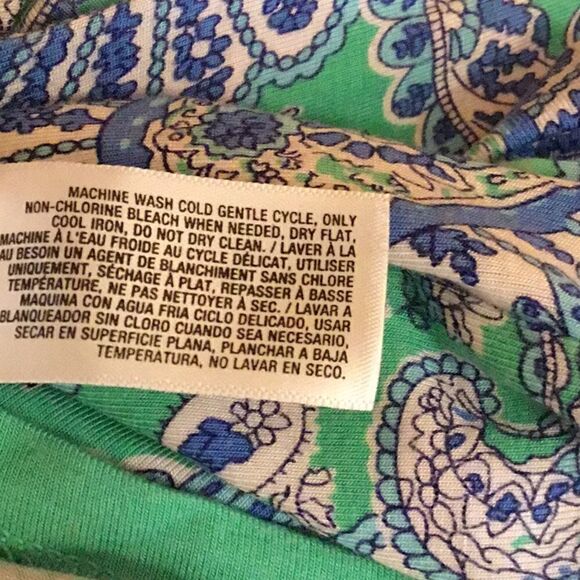 MACHINE WASH COLD GENTLE CYCLE, ONLY
NON-CHLORINE BLEACH WHEN NEEDED, DRY FLAT,
COOL IRON, DO NOT DRY CLEAN. / LAVER À LA
MACHINE À L'EAU FROIDE AU CYCLE DÉLICAT, UTILISER
AU BESOIN UN AGENT DE BLANCHIMENT SANS CHLORE
UNIQUEMENT, SÉCHAGE À PLAT, REPASSER À BASSE
TEMPÉRATURE, NE PAS NETTOYER À SEC. / LAVAR A
MAQUINA CON AGUA FRIA CICLO DELICADO, USAR
BLANQUEADOR SIN CLORO CUANDO SEA NECESARIO,
SECAR EN SUPERFICIE PLANA, PLANCHAR A BAJA
TEMPERATURA, NO LAVAR EN SECO.